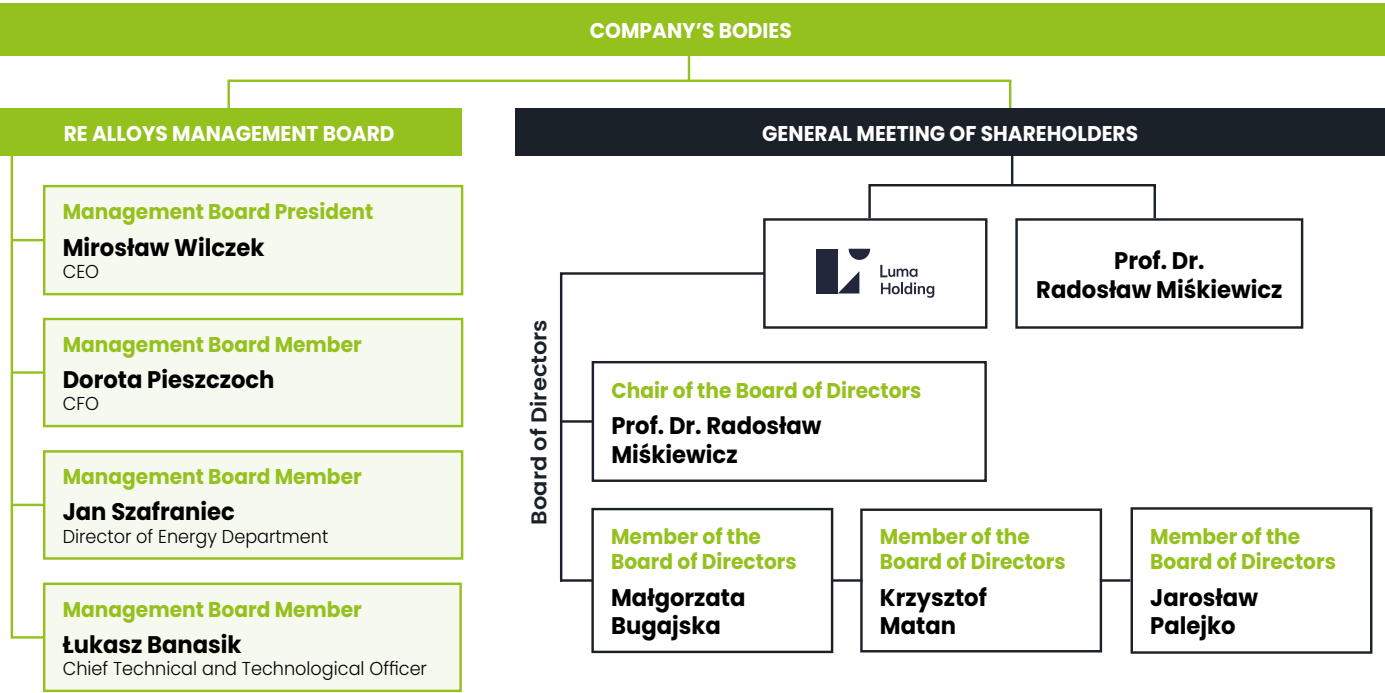 COMPANY’S BODIES
RE ALLOYS MANAGEMENT BOARD
Management Board President
Mirosław Wilczek
CEO
Management Board Member
Dorota Pieszczoch
CFO
Management Board Member
Jan Szafraniec
Director of Energy Department
Management Board Member
Łukasz Banasik
Chief Technical and Technological Officer
GENERAL MEETING OF SHAREHOLDERS
Luma
Holding
Prof. Dr.
Radosław Miśkiewicz
Board of Directors
Chair of the Board of Directors
Prof. Dr. Radosław
Miśkiewicz
Member of the
Board of Directors
Małgorzata
Bugajska
Member of the
Board of Directors
Krzysztof
Matan
Member of the
Board of Directors
Jarosław
Palejko